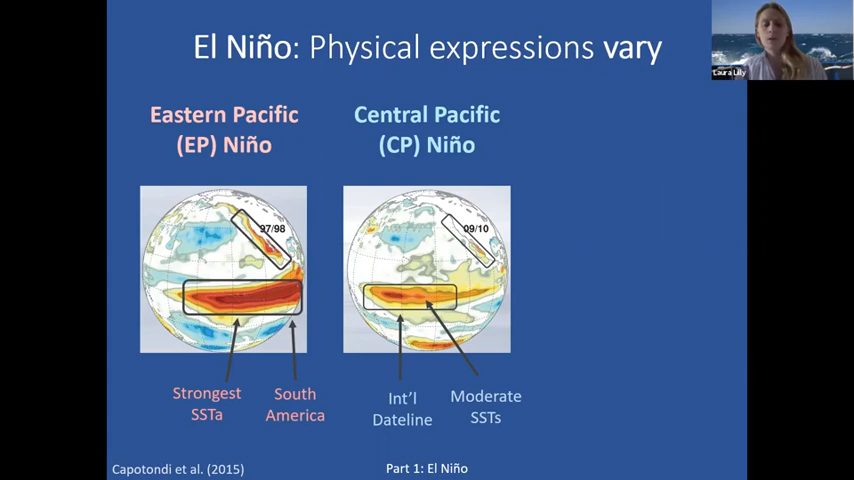 El Niño: Physical expressions vary
Laura Lilly
Eastern Pacific
(EP) Niño
Central Pacific
(CP) Niño
97/98
09/10
Strongest
SSTa
South
America
Int'l
Dateline
Moderate
SSTs
Capotondi et al. (2015)
Part 1: El Niño